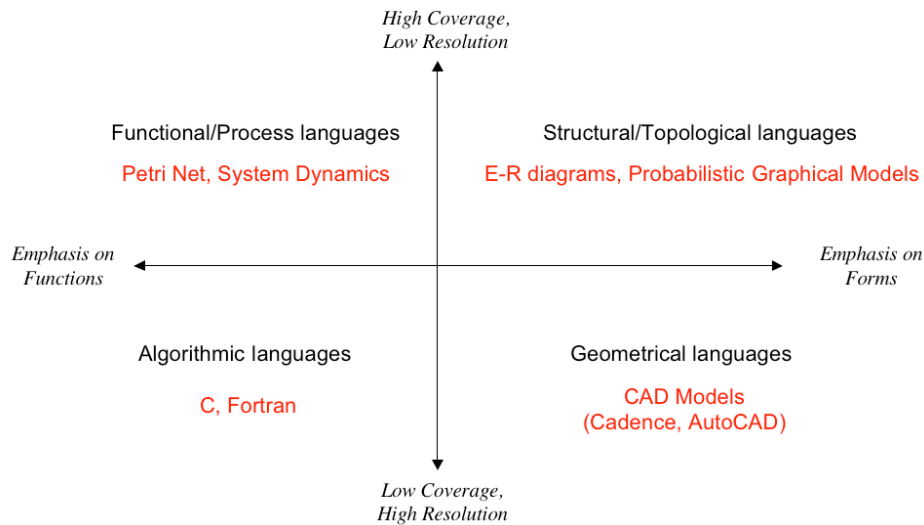 High Coverage,
Low Resolution
Functional/Process languages
Structural/Topological languages
Petri Net, System Dynamics
E-R diagrams, Probabilistic Graphical Models
Emphasis on
Functions
Emphasis on
Forms
Algorithmic languages
Geometrical languages
C, Fortran
CAD Models
(Cadence, AutoCAD)
Low Coverage,
High Resolution